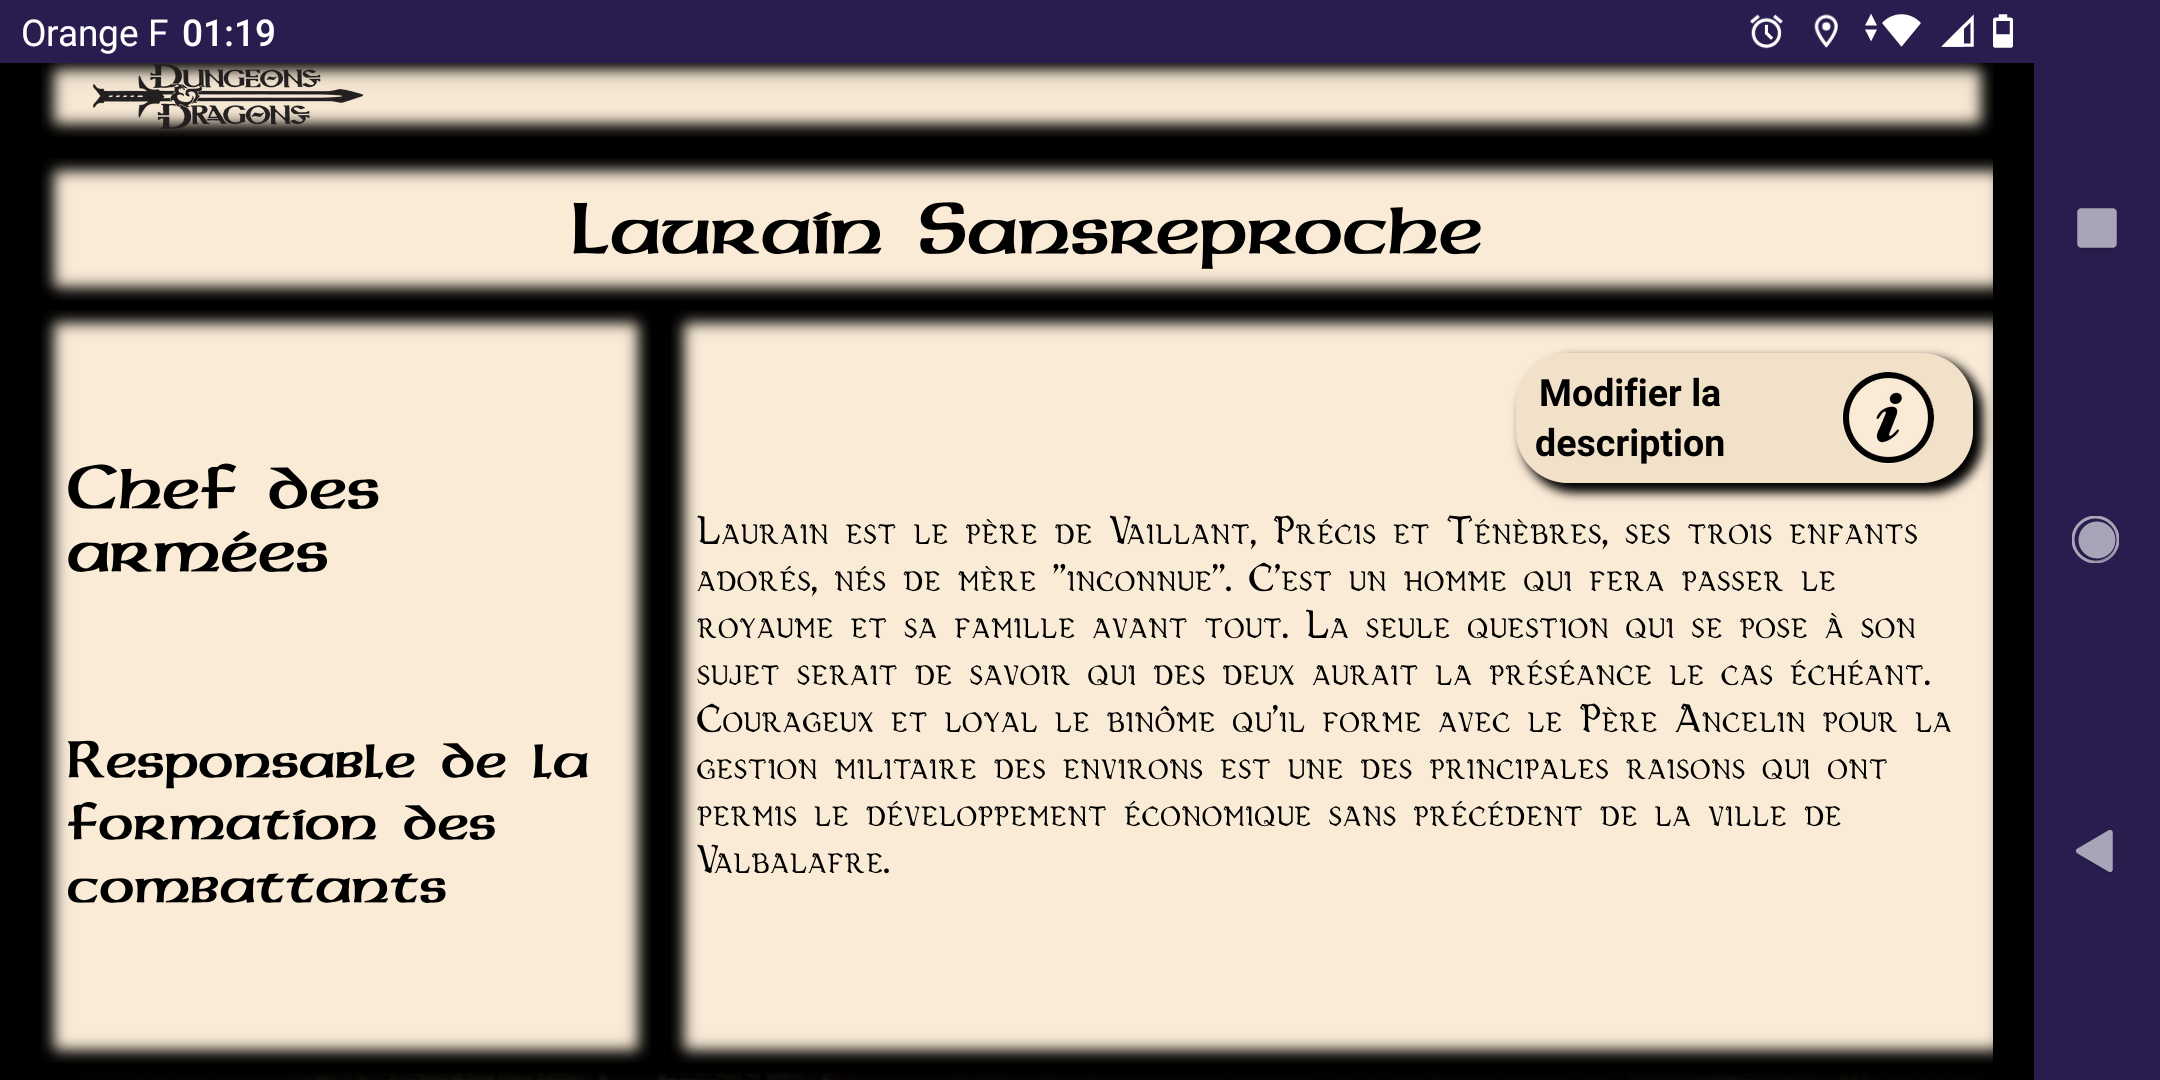 Orange F 01:19
DUNGEONS
&
DRAGONS
Laurain Sansreproche
Modifier la
description
Chef des
armées
Responsable de la
formation des
combattants
Laurain est le père de Vaillant, Précis et Ténèbres, ses trois enfants
adorés, nés de mère "inconnue". C'est un homme qui fera passer le
royaume et sa famille avant tout. La seule question qui se pose à son
sujet serait de savoir qui des deux aurait la préséance le cas échéant.
Courageux et loyal le binôme qu'il forme avec le Père Ancelin pour la
gestion militaire des environs est une des principales raisons qui ont
permis le développement économique sans précédent de la ville de
Valbalafre.